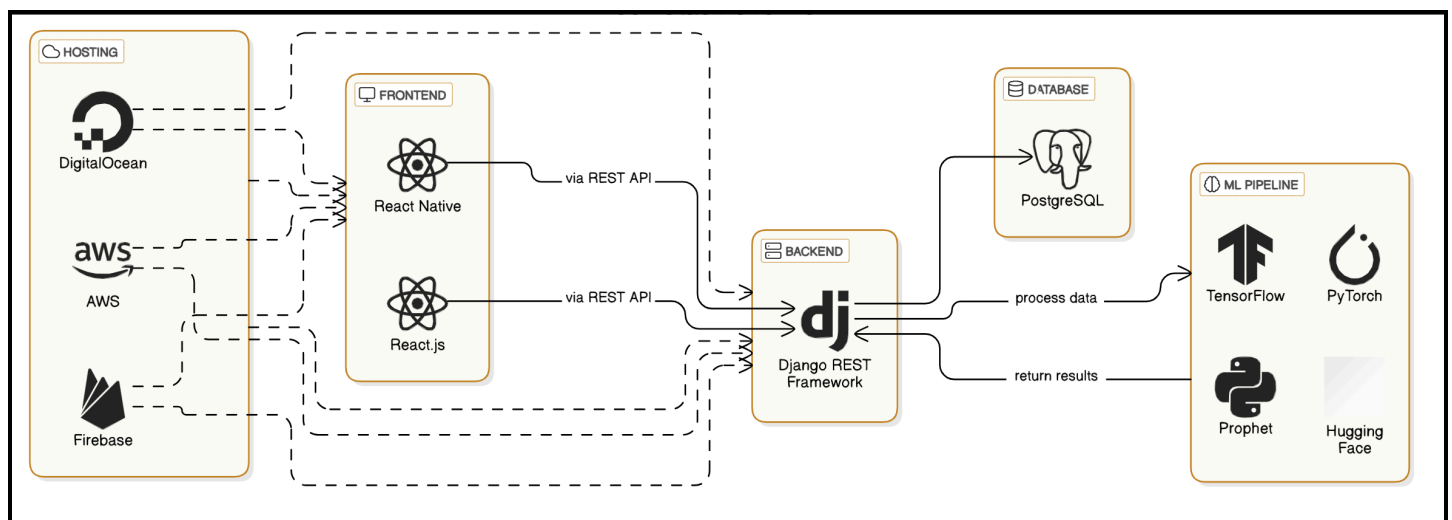 HOSTING
DigitalOcean
aws
AWS
Firebase
FRONTEND
React Native
React.js
via REST API
via REST API
BACKEND
dj
Django REST
Framework
DATABASE
PostgreSQL
process data
return results
ML PIPELINE
TensorFlow
PyTorch
Prophet
Hugging
Face